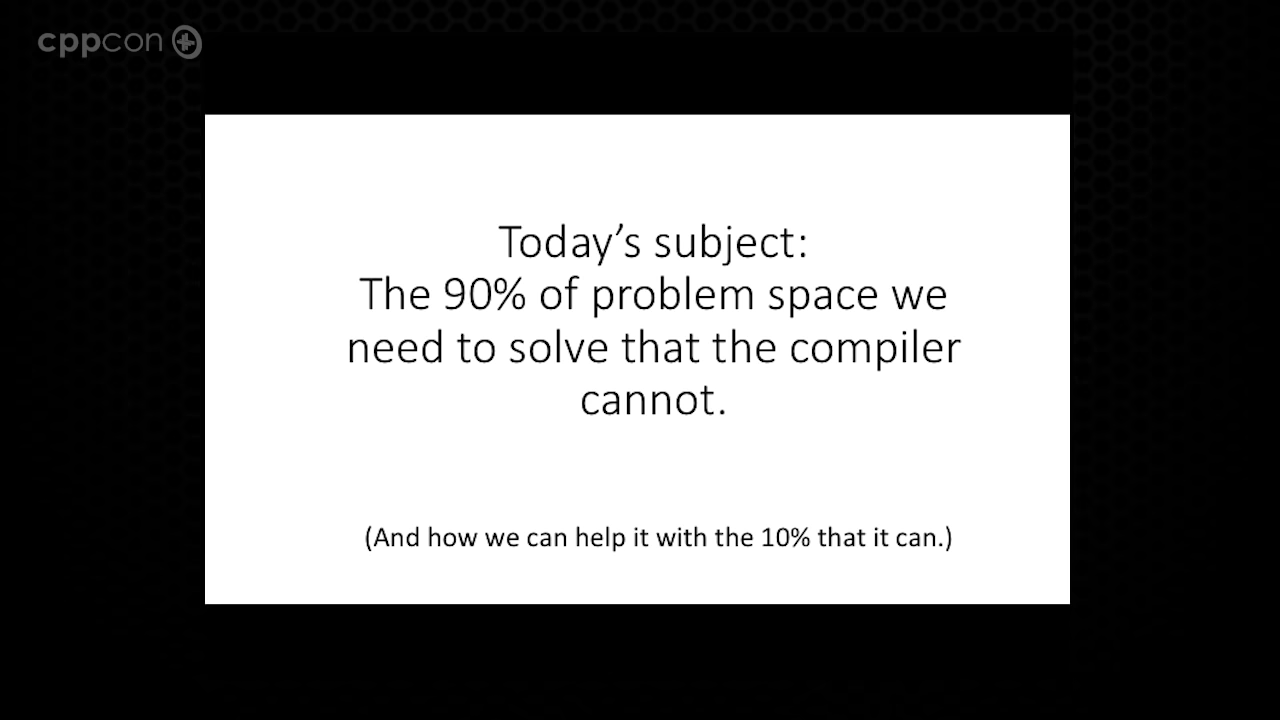 cppcon
Today’s subject:
The 90% of problem space we
need to solve that the compiler
cannot.
(And how we can help it with the 10% that it can.)